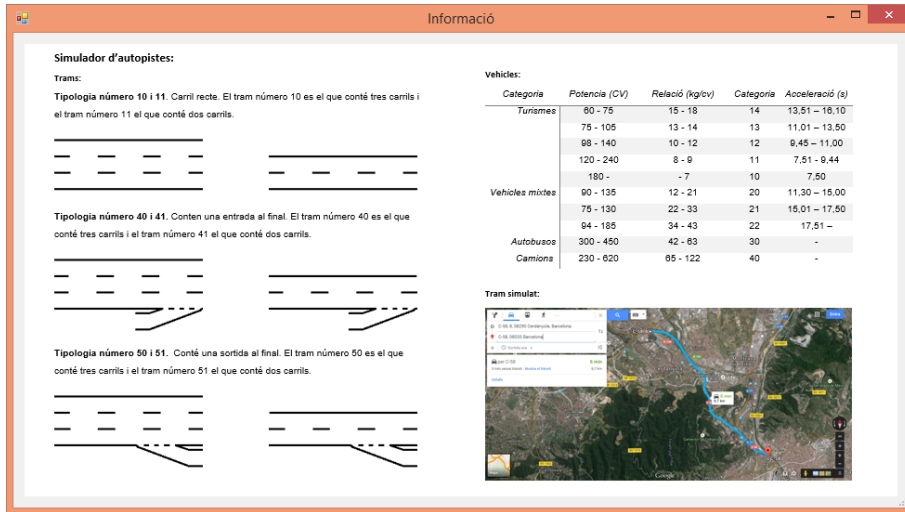 Informació
Simulador d'autopistes:
Trams:
Tipologia número 10 i 11. Carril recte. El tram número 10 es el que conté tres carrils i
el tram número 11 el que conté dos carrils.
Tipologia número 40 i 41. Conten una entrada al final. El tram número 40 es el que
conté tres carrils i el tram número 41 el que conté dos carrils.
Tipologia número 50 i 51. Conté una sortida al final. El tram número 50 es el que
conté tres carrils i el tram número 51 el que conté dos carrils.
Vehicles:
Categoria Potencia (CV) Relació (kg/cv) Categoria Acceleració (s)
Turismes 60 - 75 15 - 18 14 13,51 – 16,10
75 - 105 13 - 14 13 11,01 – 13,50
98 - 140 10 - 12 12 9,45 – 11,00
120 - 240 8 - 9 11 7,51 - 9,44
180 - - 7 10 7,50
Vehicles mixtes 90 - 135 12 - 21 20 11,30 – 15,00
75 - 130 22 - 33 21 15,01 – 17,50
94 - 185 34 - 43 22 17,51 –
Autobusos 300 - 450 42 - 63 30 -
Camions 230 - 620 65 - 122 40 -
Tram simulat:
C-58, 08033 Barcelona
per C-58
Google